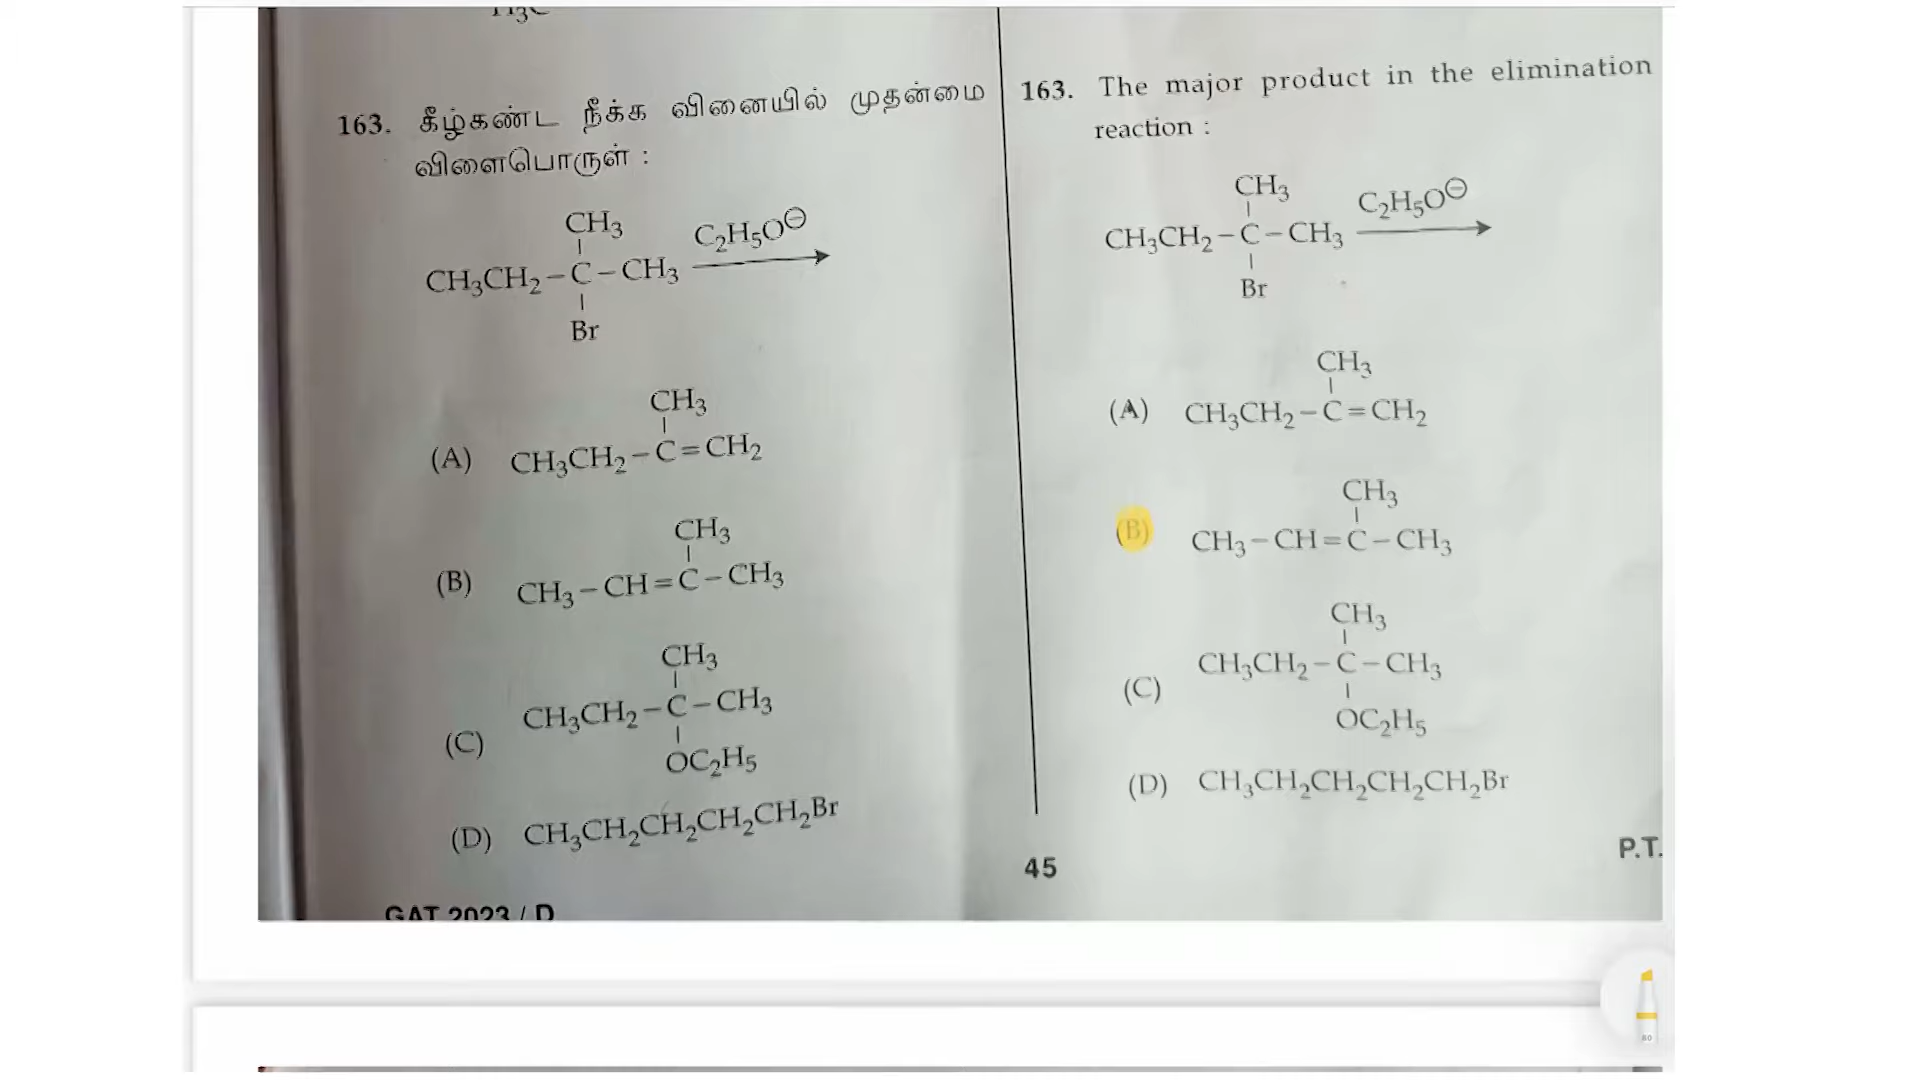 H₃C
163. கீழ்கண்ட நீக்க வினையில் முதன்மை
விளைபொருள் :
CH₃
CH₃CH₂–C–CH₃ C₂H₅O⊖
Br
(A) CH₃CH₂–C=CH₂
CH₃
(B) CH₃–CH=C–CH₃
CH₃
(C) CH₃CH₂–C–CH₃
CH₃
OC₂H₅
(D) CH₃CH₂CH₂CH₂CH₂Br
GAT 2023 / D
163. The major product in the elimination
reaction :
CH₃
CH₃CH₂–C–CH₃ C₂H₅O⊖
Br
CH₃
(A) CH₃CH₂–C=CH₂
CH₃
(B) CH₃–CH=C–CH₃
CH₃
(C) CH₃CH₂–C–CH₃
OC₂H₅
(D) CH₃CH₂CH₂CH₂CH₂Br
45
P.T.
80